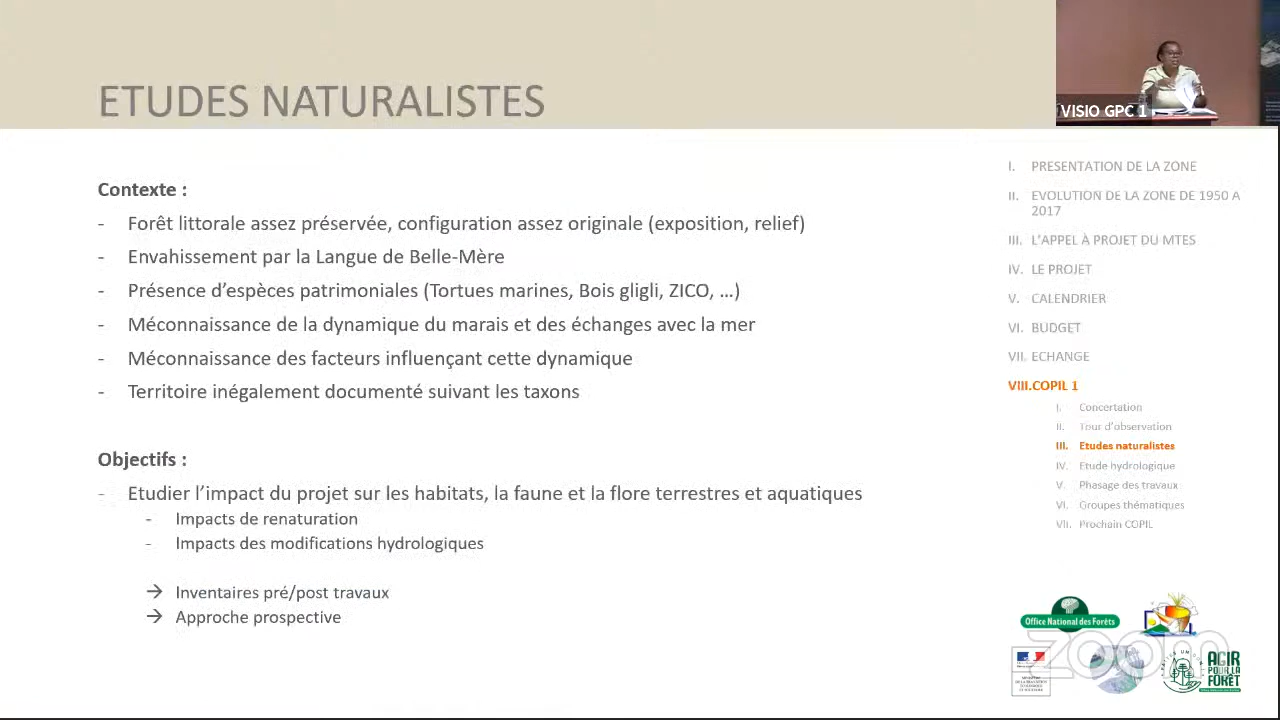 ETUDES NATURALISTES
VISIO GPC 1
Contexte :
- Forêt littorale assez préservée, configuration assez originale (exposition, relief)
- Envahissement par la Langue de Belle-Mère
- Présence d'espèces patrimoniales (Tortues marines, Bois gligli, ZICO, …)
- Méconnaissance de la dynamique du marais et des échanges avec la mer
- Méconnaissance des facteurs influençant cette dynamique
- Territoire inégalement documenté suivant les taxons
Objectifs :
- Etudier l'impact du projet sur les habitats, la faune et la flore terrestres et aquatiques
- Impacts de renaturation
- Impacts des modifications hydrologiques
→ Inventaires pré/post travaux
→ Approche prospective
I. PRESENTATION DE LA ZONE
II. EVOLUTION DE LA ZONE DE 1950 A
2017
III. L'APPEL À PROJET DU MTES
IV. LE PROJET
V. CALENDRIER
VI. BUDGET
VII. ECHANGE
VIII.COPIL 1
I. Concertation
II. Tour d'observation
III. Etudes naturalistes
IV. Etude hydrologique
V. Phasage des travaux
VI. Groupes thématiques
VII. Prochain COPIL
Office National des Forêts
zoom
AGIR
POUR LA
FORÊT